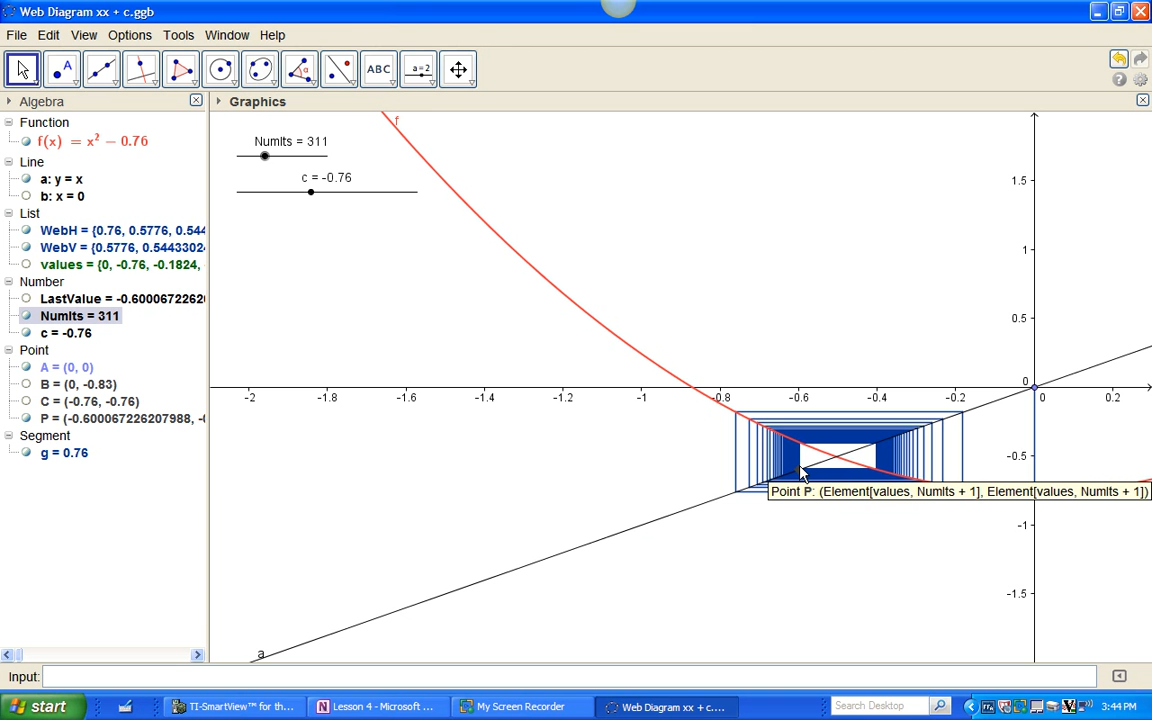 Web Diagram xx + c.ggb
File Edit View Options Tools Window Help
ABC
a=2
Algebra
Graphics
Function
f(x) = x² − 0.76
Line
a: y = x
b: x = 0
List
WebH = {0.76, 0.5776, 0.544
WebV = {0.5776, 0.5443302
values = {0, -0.76, -0.1824,
Number
LastValue = -0.6000672262
NumIts = 311
c = -0.76
Point
A = (0, 0)
B = (0, -0.83)
C = (-0.76, -0.76)
P = (-0.600067226207988, -0
Segment
g = 0.76
NumIts = 311
c = -0.76
f
1.5
1
0.5
0
-2 -1.8 -1.6 -1.4 -1.2 -1 -0.8 -0.6 -0.4 -0.2 0 0.2
-0.5
Point P: (Element[values, NumIts + 1], Element[values, NumIts + 1])
-1
-1.5
a
Input:
start
TI-SmartView™ for th...
Lesson 4 - Microsoft ...
My Screen Recorder
Web Diagram xx + c....
Search Desktop
3:44 PM